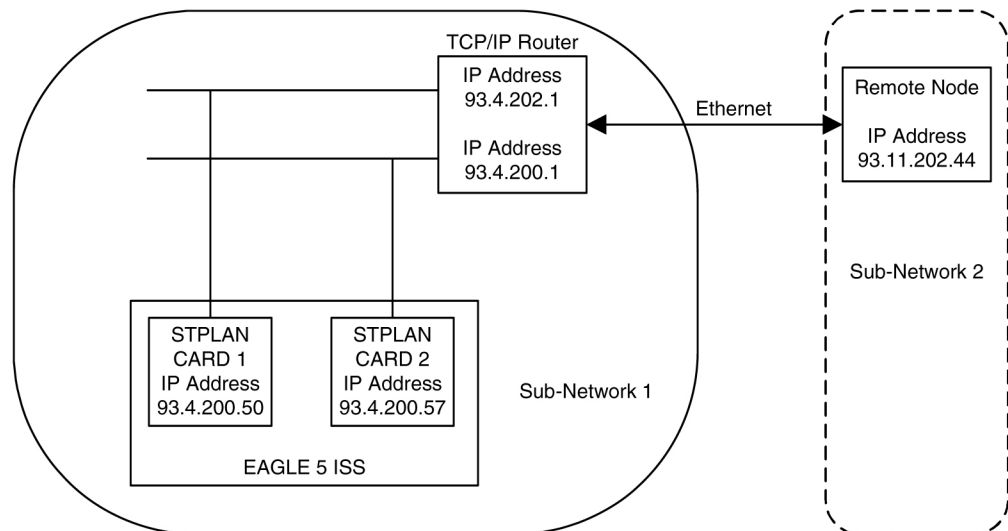 TCP/IP Router
IP Address
93.4.202.1
IP Address
93.4.200.1
Ethernet
Remote Node
IP Address
93.11.202.44
Sub-Network 2
STPLAN
CARD 1
IP Address
93.4.200.50
STPLAN
CARD 2
IP Address
93.4.200.57
Sub-Network 1
EAGLE 5 ISS